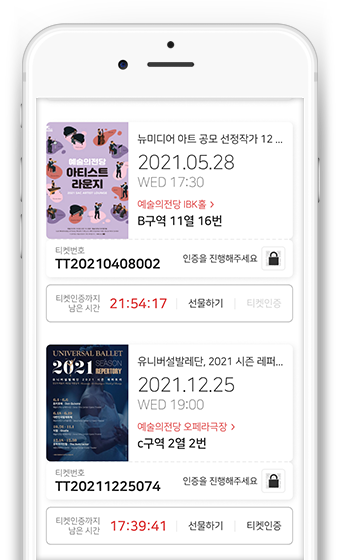 예술의전당
아티스트
라운지
뉴미디어 아트 공모 선정작가 12 ...
2021.05.28
WED 17:30
예술의전당 IBK홀 >
B구역 11열 16번
티켓번호
TT20210408002
인증을 진행해주세요
티켓인증까지
남은 시간
21:54:17
선물하기
티켓인증
UNIVERSAL BALLET
2021 SEASON
REPERTORY
유니버설발레단, 2021 시즌 레퍼...
2021.12.25
WED 19:00
예술의전당 오페라극장 >
c구역 2열 2번
티켓번호
TT20211225074
인증을 진행해주세요
티켓인증까지
남은 시간
17:39:41
선물하기
티켓인증